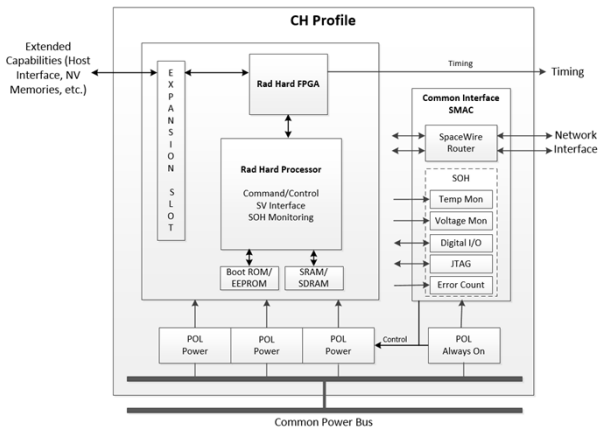 CH Profile
Extended
Capabilities (Host
Interface, NV
Memories, etc.)
E
X
P
A
N
S
I
O
N
S
L
O
T
Rad Hard FPGA
Timing
Timing
Common Interface
SMAC
SpaceWire
Router
Network
Interface
Rad Hard Processor
Command/Control
SV Interface
SOH Monitoring
SOH
Temp Mon
Voltage Mon
Digital I/O
JTAG
Error Count
Boot ROM/
EEPROM
SRAM/
SDRAM
POL
Power
POL
Power
POL
Power
Control
POL
Always On
Common Power Bus